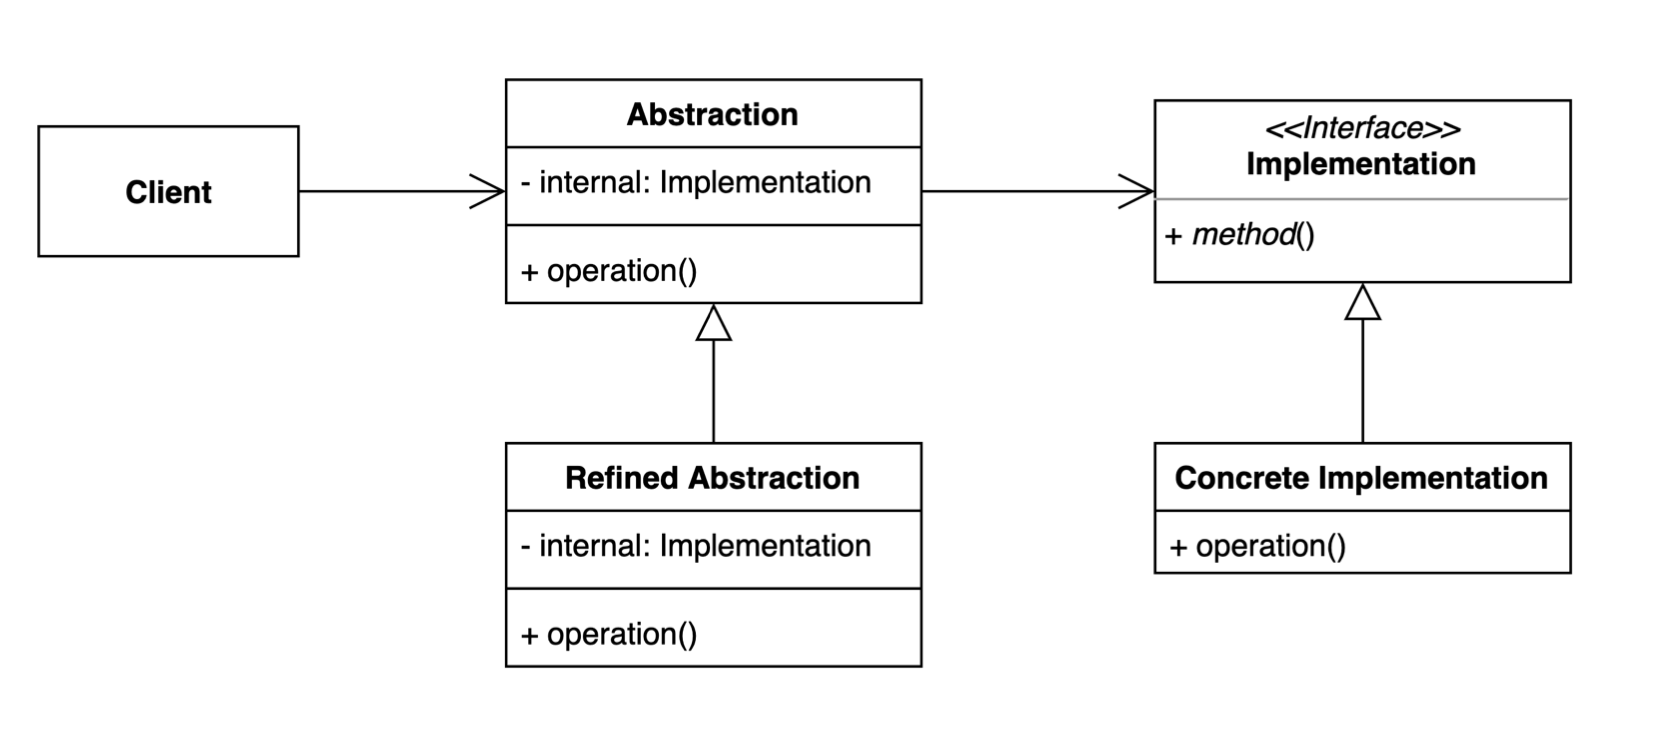 Client
Abstraction
- internal: Implementation
+ operation()
<<Interface>>
Implementation
+ method()
Refined Abstraction
- internal: Implementation
+ operation()
Concrete Implementation
+ operation()